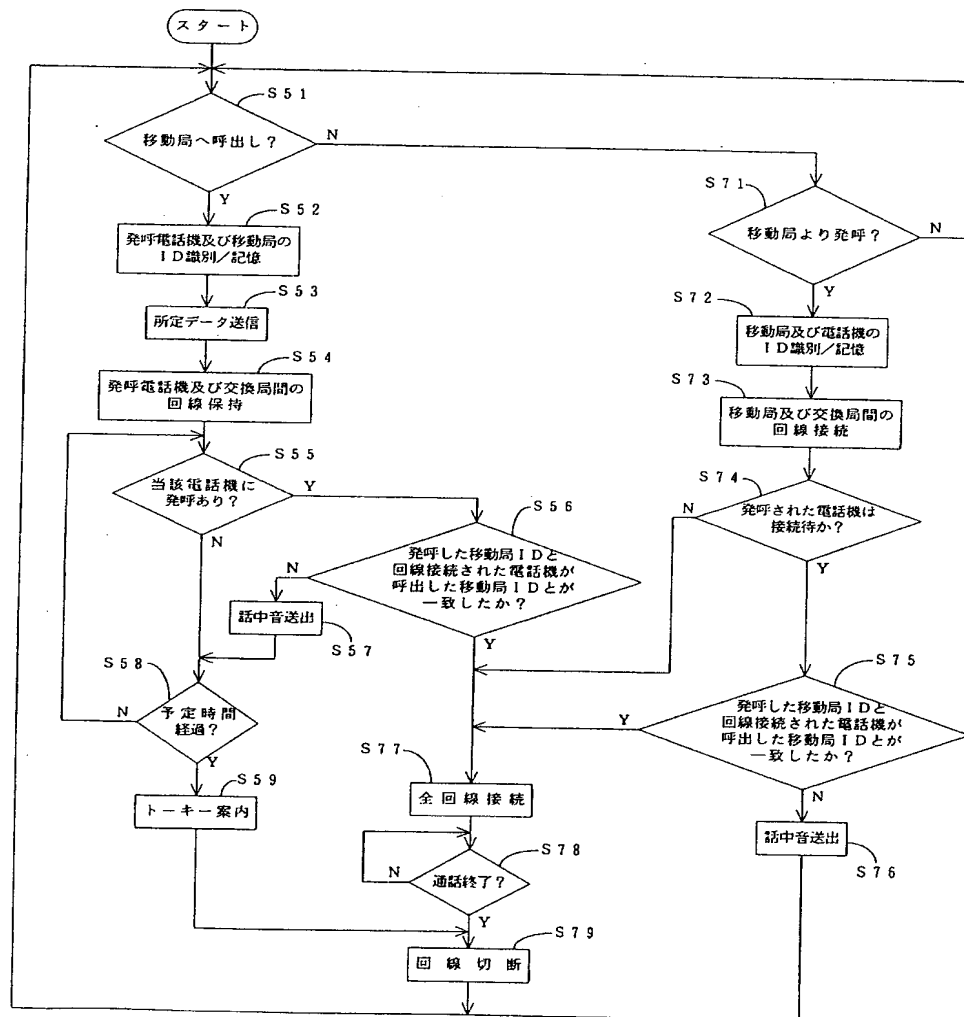 スタート
S51
移動局へ呼出し?
N
Y
S52
発呼電話機及び移動局の
ID識別/記憶
S53
所定データ送信
S54
発呼電話機及び交換局間の
回線保持
S55
当該電話機に
発呼あり?
Y
N
S56
発呼した移動局IDと
回線接続された電話機が
呼出した移動局IDとが
一致したか?
N
Y
話中音送出
S57
S58
予定時間
経過?
N
Y
S59
トーキー案内
S71
移動局より発呼?
N
Y
S72
移動局及び電話機の
ID識別/記憶
S73
移動局及び交換局間の
回線接続
S74
発呼された電話機は
接続待か?
N
Y
S75
発呼した移動局IDと
回線接続された電話機が
呼出した移動局IDとが
一致したか?
Y
N
話中音送出
S76
S77
全回線接続
S78
通話終了?
N
Y
S79
回線切断